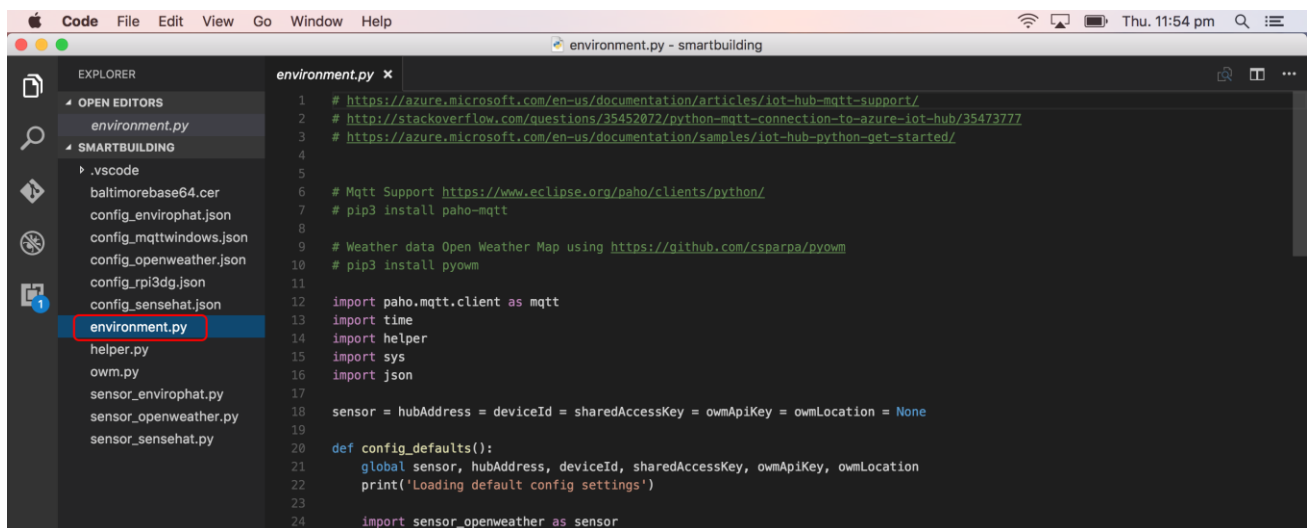 Code File Edit View Go Window Help Thu. 11:54 pm
environment.py - smartbuilding
EXPLORER
OPEN EDITORS
environment.py
SMARTBUILDING
.vscode
baltimorebase64.cer
config_envirophat.json
config_mqttwindows.json
config_openweather.json
config_rpi3dg.json
config_sensehat.json
environment.py
helper.py
owm.py
sensor_envirophat.py
sensor_openweather.py
sensor_sensehat.py
1
environment.py
1 # https://azure.microsoft.com/en-us/documentation/articles/iot-hub-mqtt-support/
2 # http://stackoverflow.com/questions/35452072/python-mqtt-connection-to-azure-iot-hub/35473777
3 # https://azure.microsoft.com/en-us/documentation/samples/iot-hub-python-get-started/
4
5
6 # Mqtt Support https://www.eclipse.org/paho/clients/python/
7 # pip3 install paho-mqtt
8
9 # Weather data Open Weather Map using https://github.com/csparpa/pyowm
10 # pip3 install pyowm
11
12 import paho.mqtt.client as mqtt
13 import time
14 import helper
15 import sys
16 import json
17
18 sensor = hubAddress = deviceId = sharedAccessKey = owmApiKey = owmLocation = None
19
20 def config_defaults():
21 global sensor, hubAddress, deviceId, sharedAccessKey, owmApiKey, owmLocation
22 print('Loading default config settings')
23
24 import sensor_openweather as sensor